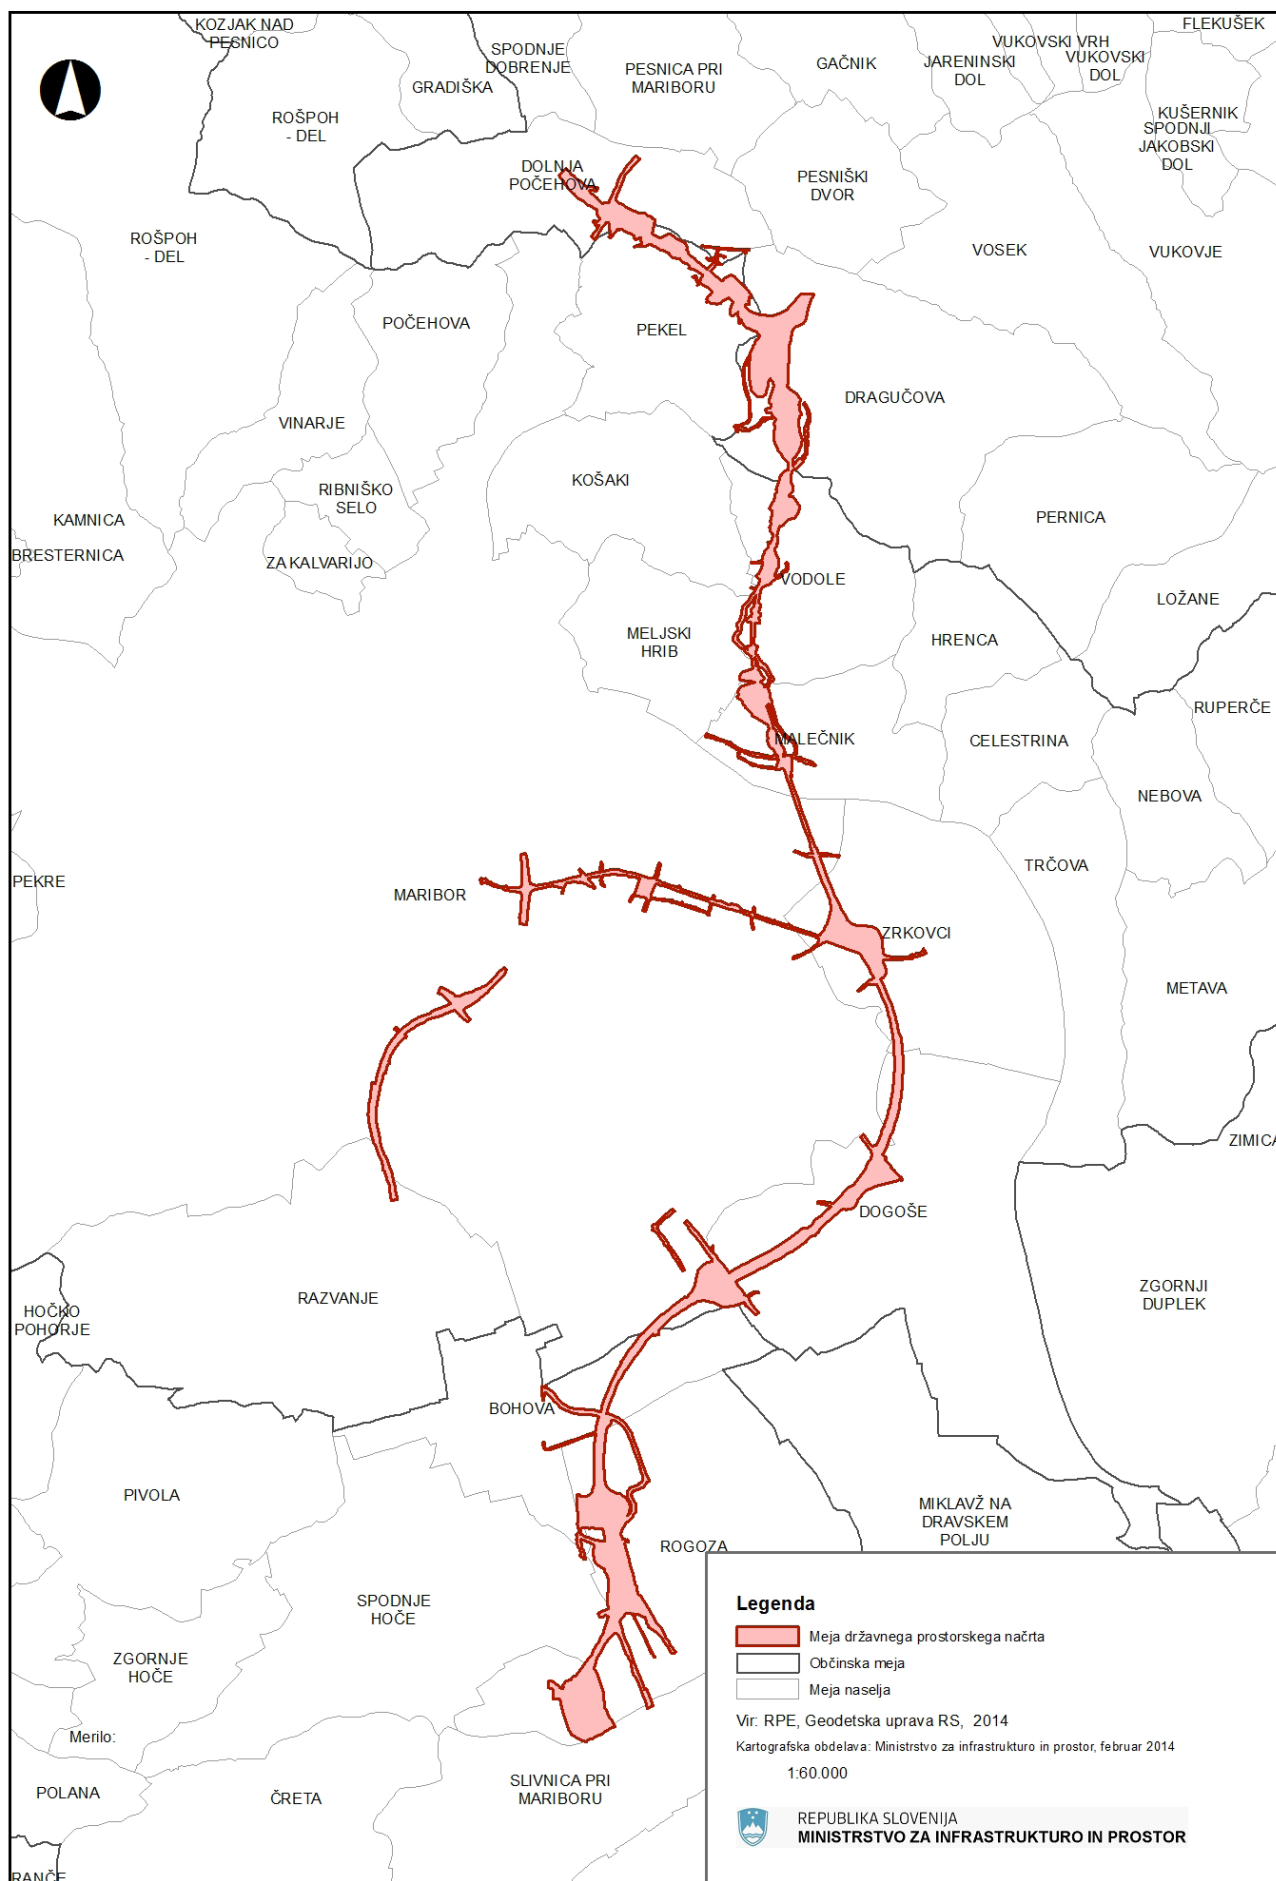 KOZJAK NAD
PESNICO
SPODNJE
DOBRENJE
GRADIŠKA
PESNICA PRI
MARIBORU
GAČNIK
JARENINSKI
DOL
VUKOVSKI VRH
VUKOVSKI
DOL
FLEKUŠEK
KUŠERNIK
SPODNJI
JAKOBSKI
DOL
ROŠPOH
- DEL
DOLNJA
POČEHOVA
PESNIŠKI
DVOR
ROŠPOH
- DEL
VOSEK
VUKOVJE
POČEHOVA
PEKEL
DRAGUČOVA
VINARJE
KOŠAKI
RIBNIŠKO
SELO
KAMNICA
PERNICA
BRESTERNICA
ZA KALVARIJO
VODOLE
LOŽANE
MELJSKI
HRIB
HRENCA
RUPERČE
MALEČNIK
CELESTRINA
NEBOVA
TRČOVA
PEKRE
MARIBOR
ZRKOVCI
METAVA
ZIMICA
DOGOŠE
ZGORNJI
DUPLEK
RAZVANJE
HOČKO
POHORJE
BOHOVA
PIVOLA
MIKLAVŽ NA
DRAVSKEM
POLJU
ROGOZA
SPODNJE
HOČE
ZGORNJE
HOČE
Merilo:
POLANA
ČRETA
SLIVNICA PRI
MARIBORU
RANČE
Legenda
Meja državnega prostorskega načrta
Občinska meja
Meja naselja
Vir: RPE, Geodetska uprava RS, 2014
Kartografska obdelava: Ministrstvo za infrastrukturo in prostor, februar 2014
1:60.000
REPUBLIKA SLOVENIJA
MINISTRSTVO ZA INFRASTRUKTURO IN PROSTOR